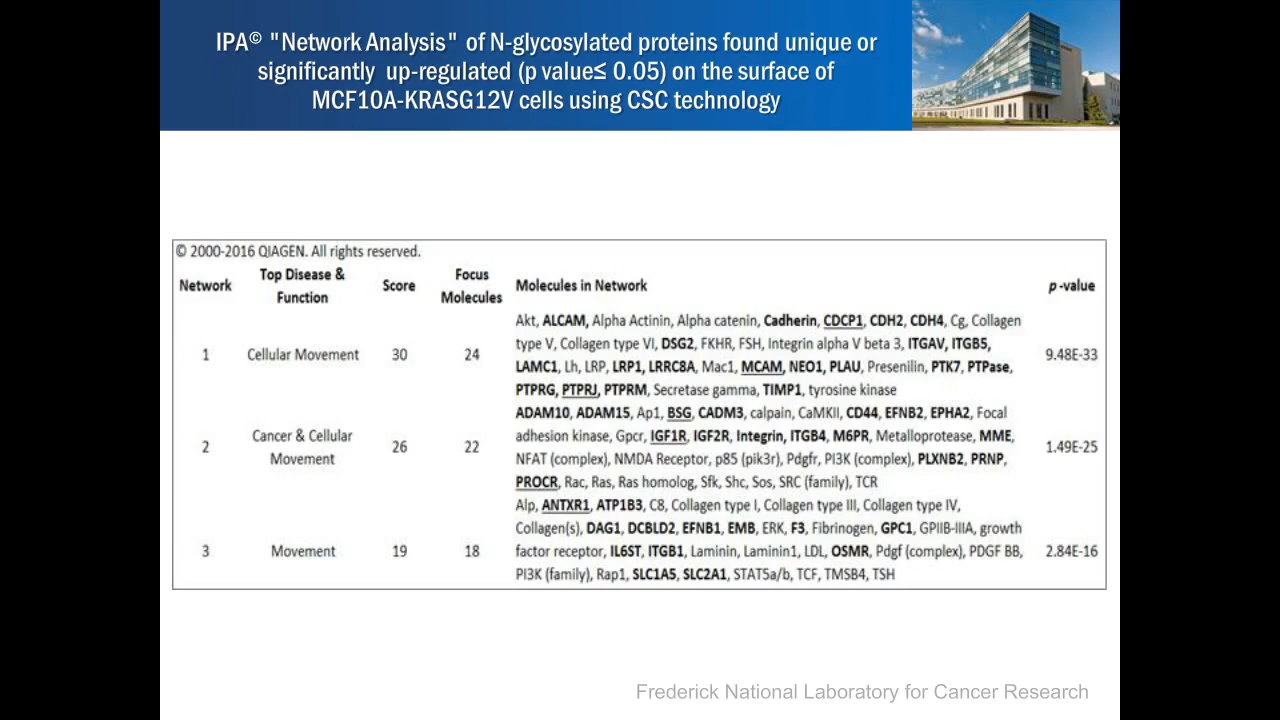 IPA© "Network Analysis" of N-glycosylated proteins found unique or
significantly up-regulated (p value≤ 0.05) on the surface of
MCF10A-KRASG12V cells using CSC technology
© 2000-2016 QIAGEN. All rights reserved.
Network Top Disease & Function Score Focus Molecules Molecules in Network p-value
1 Cellular Movement 30 24 Akt, ALCAM, Alpha Actinin, Alpha catenin, Cadherin, CDCP1, CDH2, CDH4, Cg, Collagen
type V, Collagen type VI, DSG2, FKHR, FSH, Integrin alpha V beta 3, ITGAV, ITGB5,
LAMC1, Lh, LRP, LRP1, LRRC8A, Mac1, MCAM, NEO1, PLAU, Presenilin, PTK7, PTPase,
PTPRG, PTPRJ, PTPRM, Secretase gamma, TIMP1, tyrosine kinase 9.48E-33
2 Cancer & Cellular Movement 26 22 ADAM10, ADAM15, Ap1, BSG, CADM3, calpain, CaMKII, CD44, EFNB2, EPHA2, Focal
adhesion kinase, Gpcr, IGF1R, IGF2R, Integrin, ITGB4, M6PR, Metalloprotease, MME,
NFAT (complex), NMDA Receptor, p85 (pik3r), Pdgfr, PI3K (complex), PLXNB2, PRNP,
PROCR, Rac, Ras, Ras homolog, Sfk, Shc, Sos, SRC (family), TCR 1.49E-25
3 Movement 19 18 Alp, ANTXR1, ATP1B3, C8, Collagen type I, Collagen type III, Collagen type IV,
Collagen(s), DAG1, DCBLD2, EFNB1, EMB, ERK, F3, Fibrinogen, GPC1, GPIIB-IIIA, growth
factor receptor, IL6ST, ITGB1, Laminin, Laminin1, LDL, OSMR, Pdgf (complex), PDGF BB,
PI3K (family), Rap1, SLC1A5, SLC2A1, STAT5a/b, TCF, TMSB4, TSH 2.84E-16
Frederick National Laboratory for Cancer Research